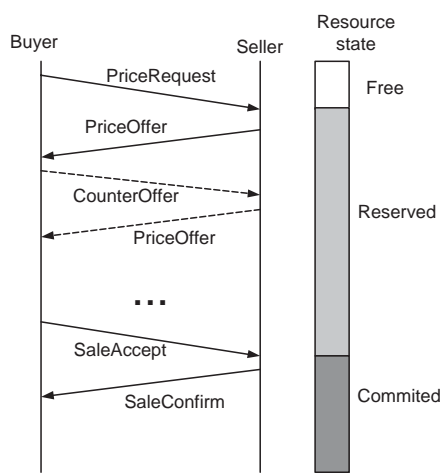 Buyer
Seller
Resource
state
PriceRequest
Free
PriceOffer
CounterOffer
Reserved
PriceOffer
...
SaleAccept
SaleConfirm
Commited